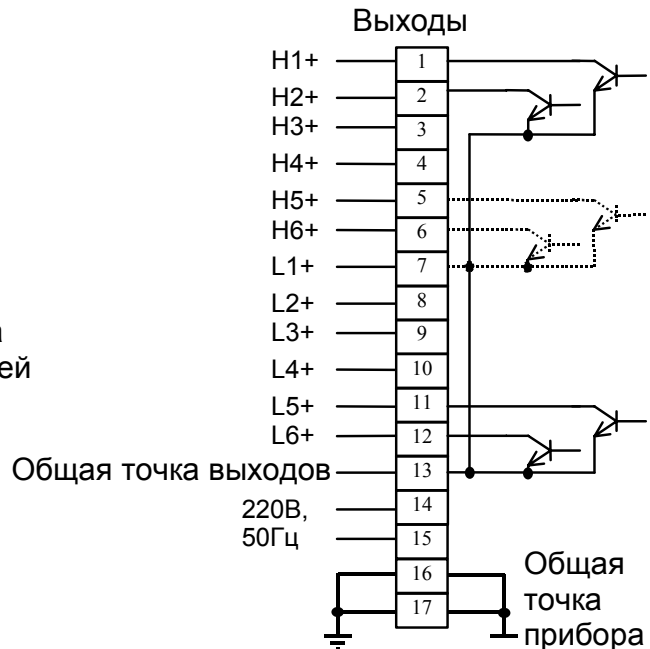 Выходы
H1+ 1
H2+ 2
H3+ 3
H4+ 4
H5+ 5
H6+ 6
L1+ 7
L2+ 8
L3+ 9
а
ей
L4+ 10
L5+ 11
L6+ 12
Общая точка выходов 13
220В, 14
50Гц 15
16
17
Общая
точка
прибора